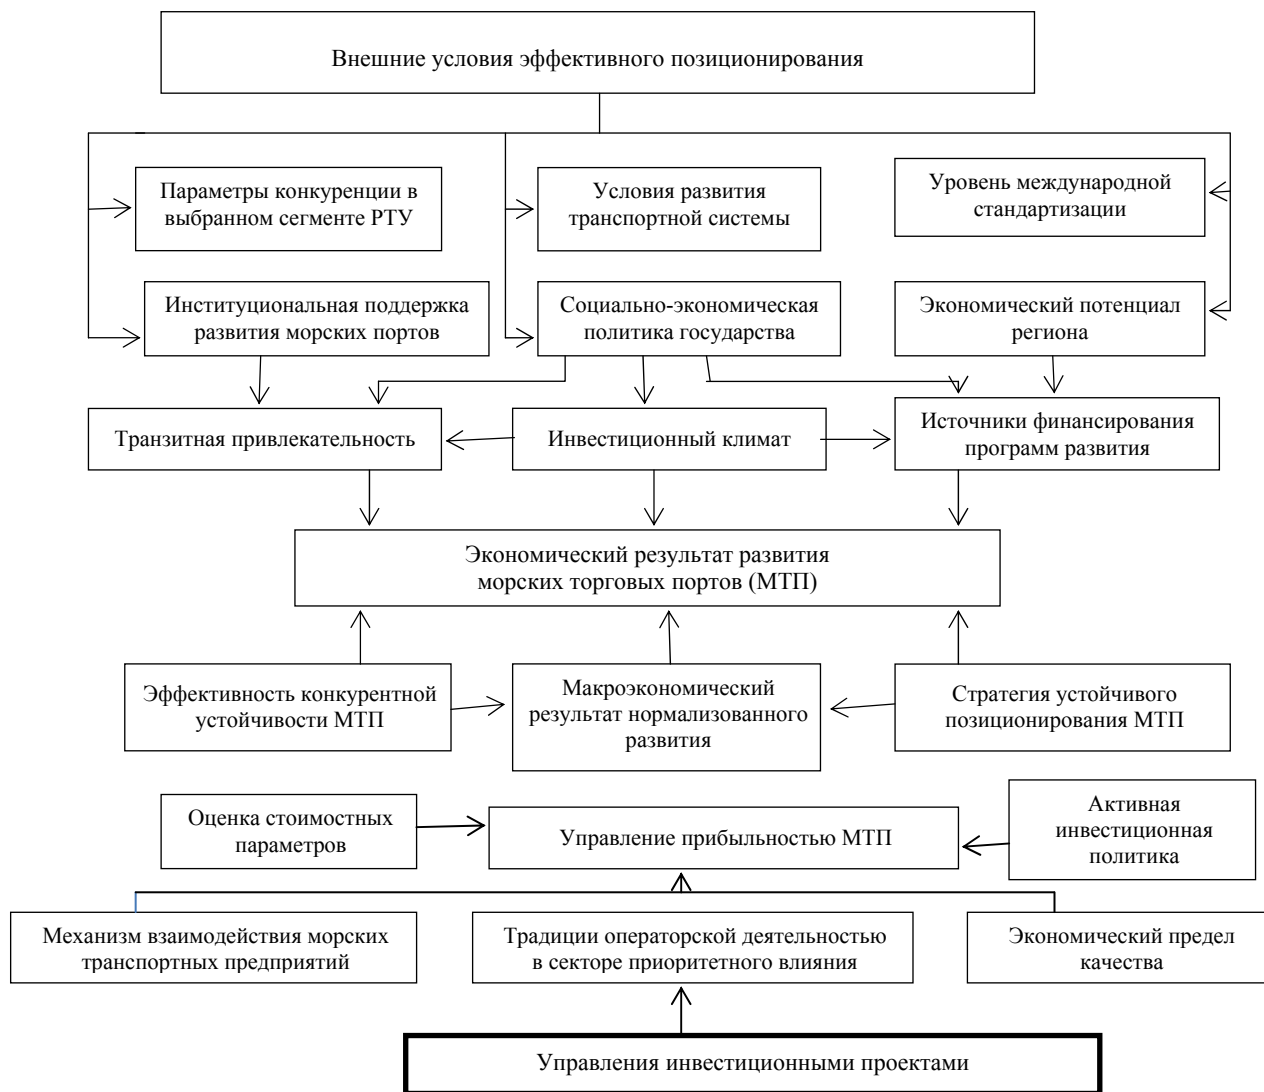 Внешние условия эффективного позиционирования
Параметры конкуренции в
выбранном сегменте РТУ
Условия развития
транспортной системы
Уровень международной
стандартизации
Институциональная поддержка
развития морских портов
Социально-экономическая
политика государства
Экономический потенциал
региона
Транзитная привлекательность
Инвестиционный климат
Источники финансирования
программ развития
Экономический результат развития
морских торговых портов (МТП)
Эффективность конкурентной
устойчивости МТП
Макроэкономический
результат нормализованного
развития
Стратегия устойчивого
позиционирования МТП
Оценка стоимостных
параметров
Управление прибыльностью МТП
Активная
инвестиционная
политика
Механизм взаимодействия морских
транспортных предприятий
Традиции операторской деятельностью
в секторе приоритетного влияния
Экономический предел
качества
Управления инвестиционными проектами